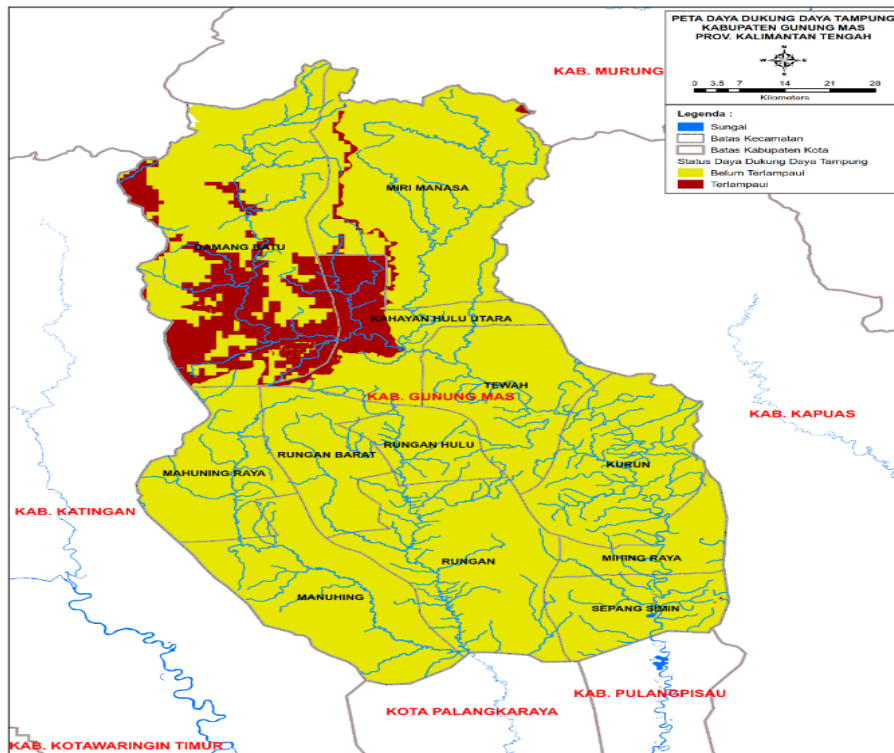 PETA DAYA DUKUNG DAYA TAMPUNG
KABUPATEN GUNUNG MAS
PROV. KALIMANTAN TENGAH
N
W E
S
0 3.5 7 14 21 28
Kilometers
Legenda :
Sungai
Batas Kecamatan
Batas Kabupaten Kota
Status Daya Dukung Daya Tampung
Belum Terlampaui
Terlampaui
KAB. MURUNG
MIRI MANASA
DAMANG BATU
KAHAYAN HULU UTARA
TEWAH
KAB. GUNUNG MAS
KAB. KAPUAS
RUNGAN HULU
RUNGAN BARAT
KURUN
MAHUNING RAYA
KAB. KATINGAN
RUNGAN
MIHING RAYA
MANUHING
SEPANG SIMIN
KAB. PULANGPISAU
KOTA PALANGKARAYA
KAB. KOTAWARINGIN TIMUR